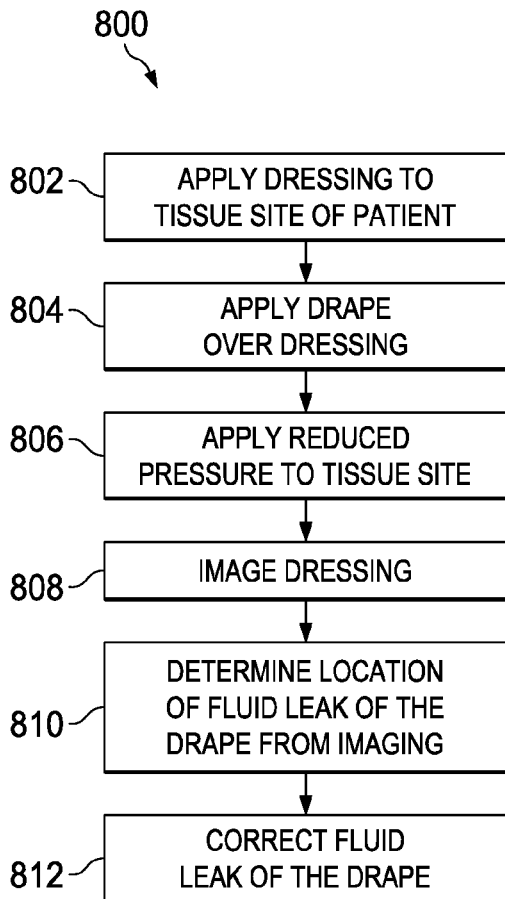 800
802
APPLY DRESSING TO
TISSUE SITE OF PATIENT
804
APPLY DRAPE
OVER DRESSING
806
APPLY REDUCED
PRESSURE TO TISSUE SITE
808
IMAGE DRESSING
810
DETERMINE LOCATION
OF FLUID LEAK OF THE
DRAPE FROM IMAGING
812
CORRECT FLUID
LEAK OF THE DRAPE